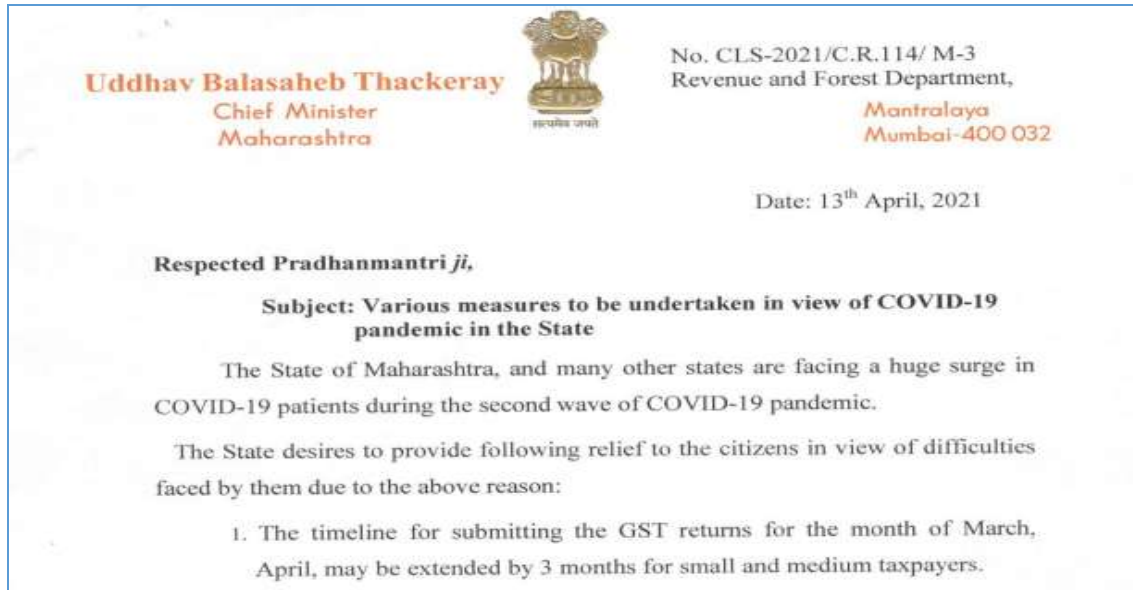 Uddhav Balasaheb Thackeray
Chief Minister
Maharashtra
सत्यमेव जयते
No. CLS-2021/C.R.114/ M-3
Revenue and Forest Department,
Mantralaya
Mumbai-400 032
Date: 13th April, 2021
Respected Pradhanmantri ji,
Subject: Various measures to be undertaken in view of COVID-19
pandemic in the State
The State of Maharashtra, and many other states are facing a huge surge in
COVID-19 patients during the second wave of COVID-19 pandemic.
The State desires to provide following relief to the citizens in view of difficulties
faced by them due to the above reason:
1. The timeline for submitting the GST returns for the month of March,
April, may be extended by 3 months for small and medium taxpayers.